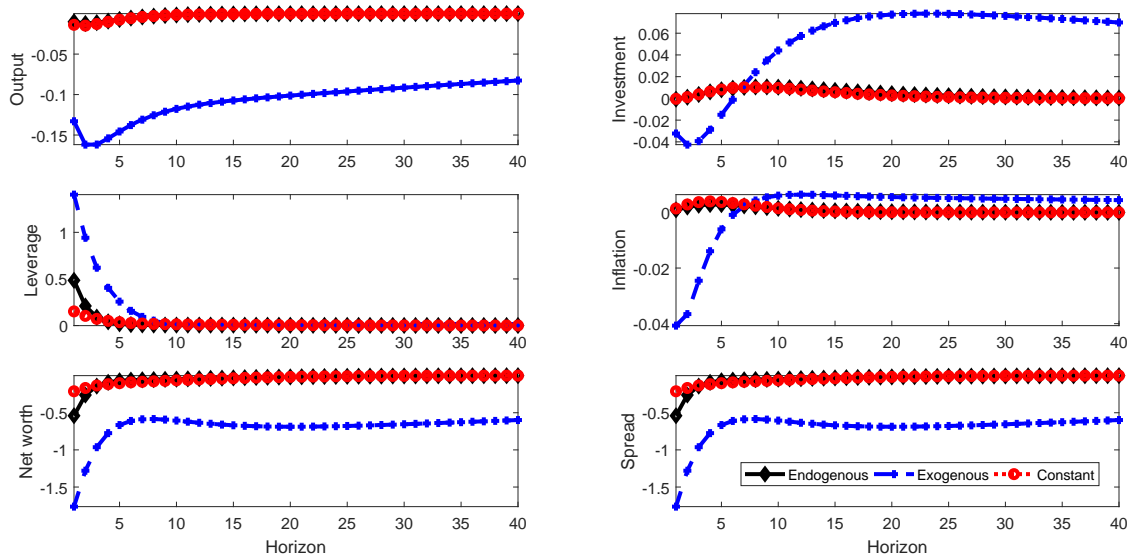 -0.05
-0.1
-0.15
Output
5 10 15 20 25 30 35 40
0.06
0.04
0.02
0
-0.02
-0.04
Investment
5 10 15 20 25 30 35 40
1
0.5
0
Leverage
5 10 15 20 25 30 35 40
0
-0.02
-0.04
Inflation
5 10 15 20 25 30 35 40
-0.5
-1
-1.5
Net worth
5 10 15 20 25 30 35 40
Horizon
-0.5
-1
-1.5
Spread
Endogenous Exogenous Constant
5 10 15 20 25 30 35 40
Horizon